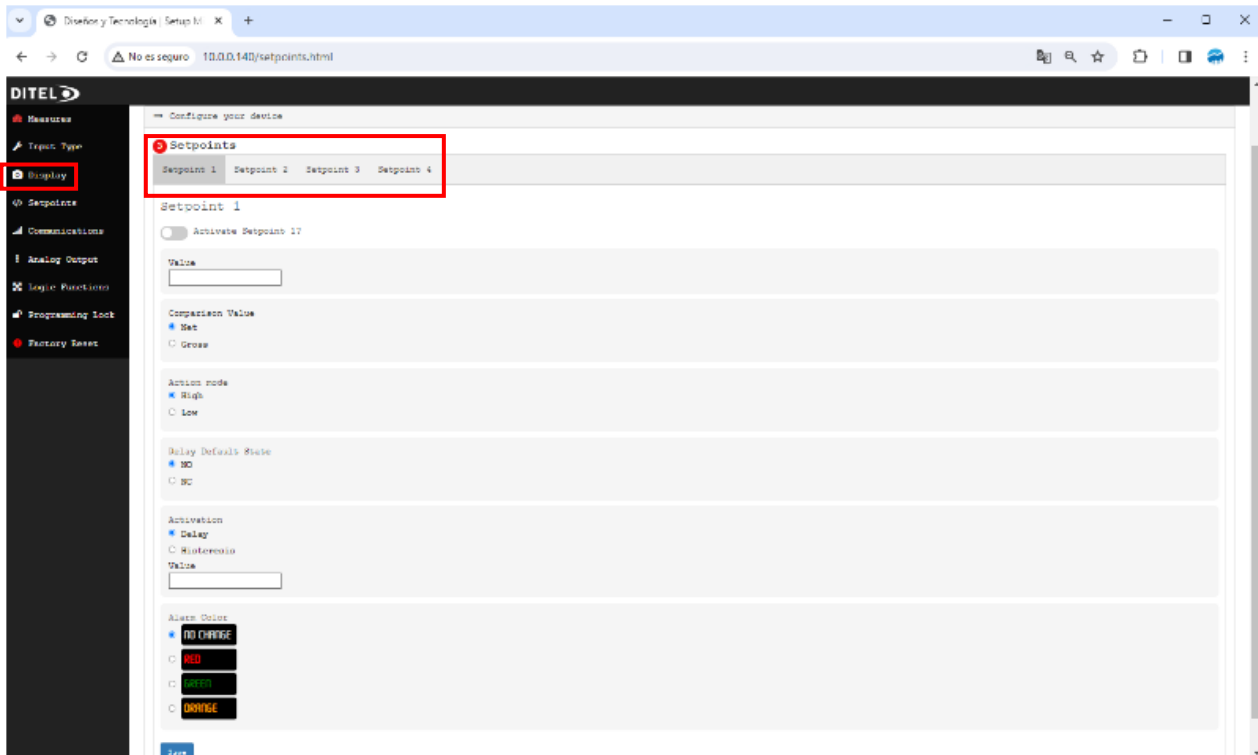 Diseños y Tecnología | Setup M
No es seguro 10.0.0.140/setpoints.html
DITEL
Measures
Input Type
Display
Setpoints
Communications
Analog Output
Logic Functions
Programming Lock
Factory Reset
Configure your device
Setpoints
Setpoint 1 Setpoint 2 Setpoint 3 Setpoint 4
Setpoint 1
Activate Setpoint 1?
Value
Comparison Value
Net
Gross
Action mode
High
Low
Relay Default State
NO
NC
Activation
Delay
Histeresis
Value
Alarm Color
NO CHANGE
RED
GREEN
ORANGE
Save